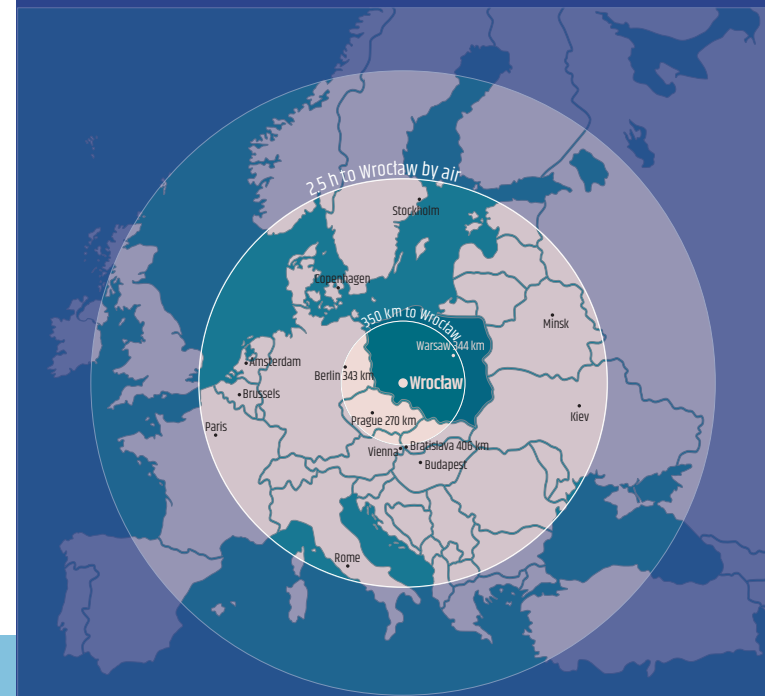 2,5 h to Wrocław by air
Stockholm
Copenhagen
350 km to Wrocław
Minsk
Warsaw 344 km
Amsterdam
Berlin 343 km
Wrocław
Brussels
Kiev
Paris
Prague 270 km
Bratislava 406 km
Vienna
Budapest
Rome